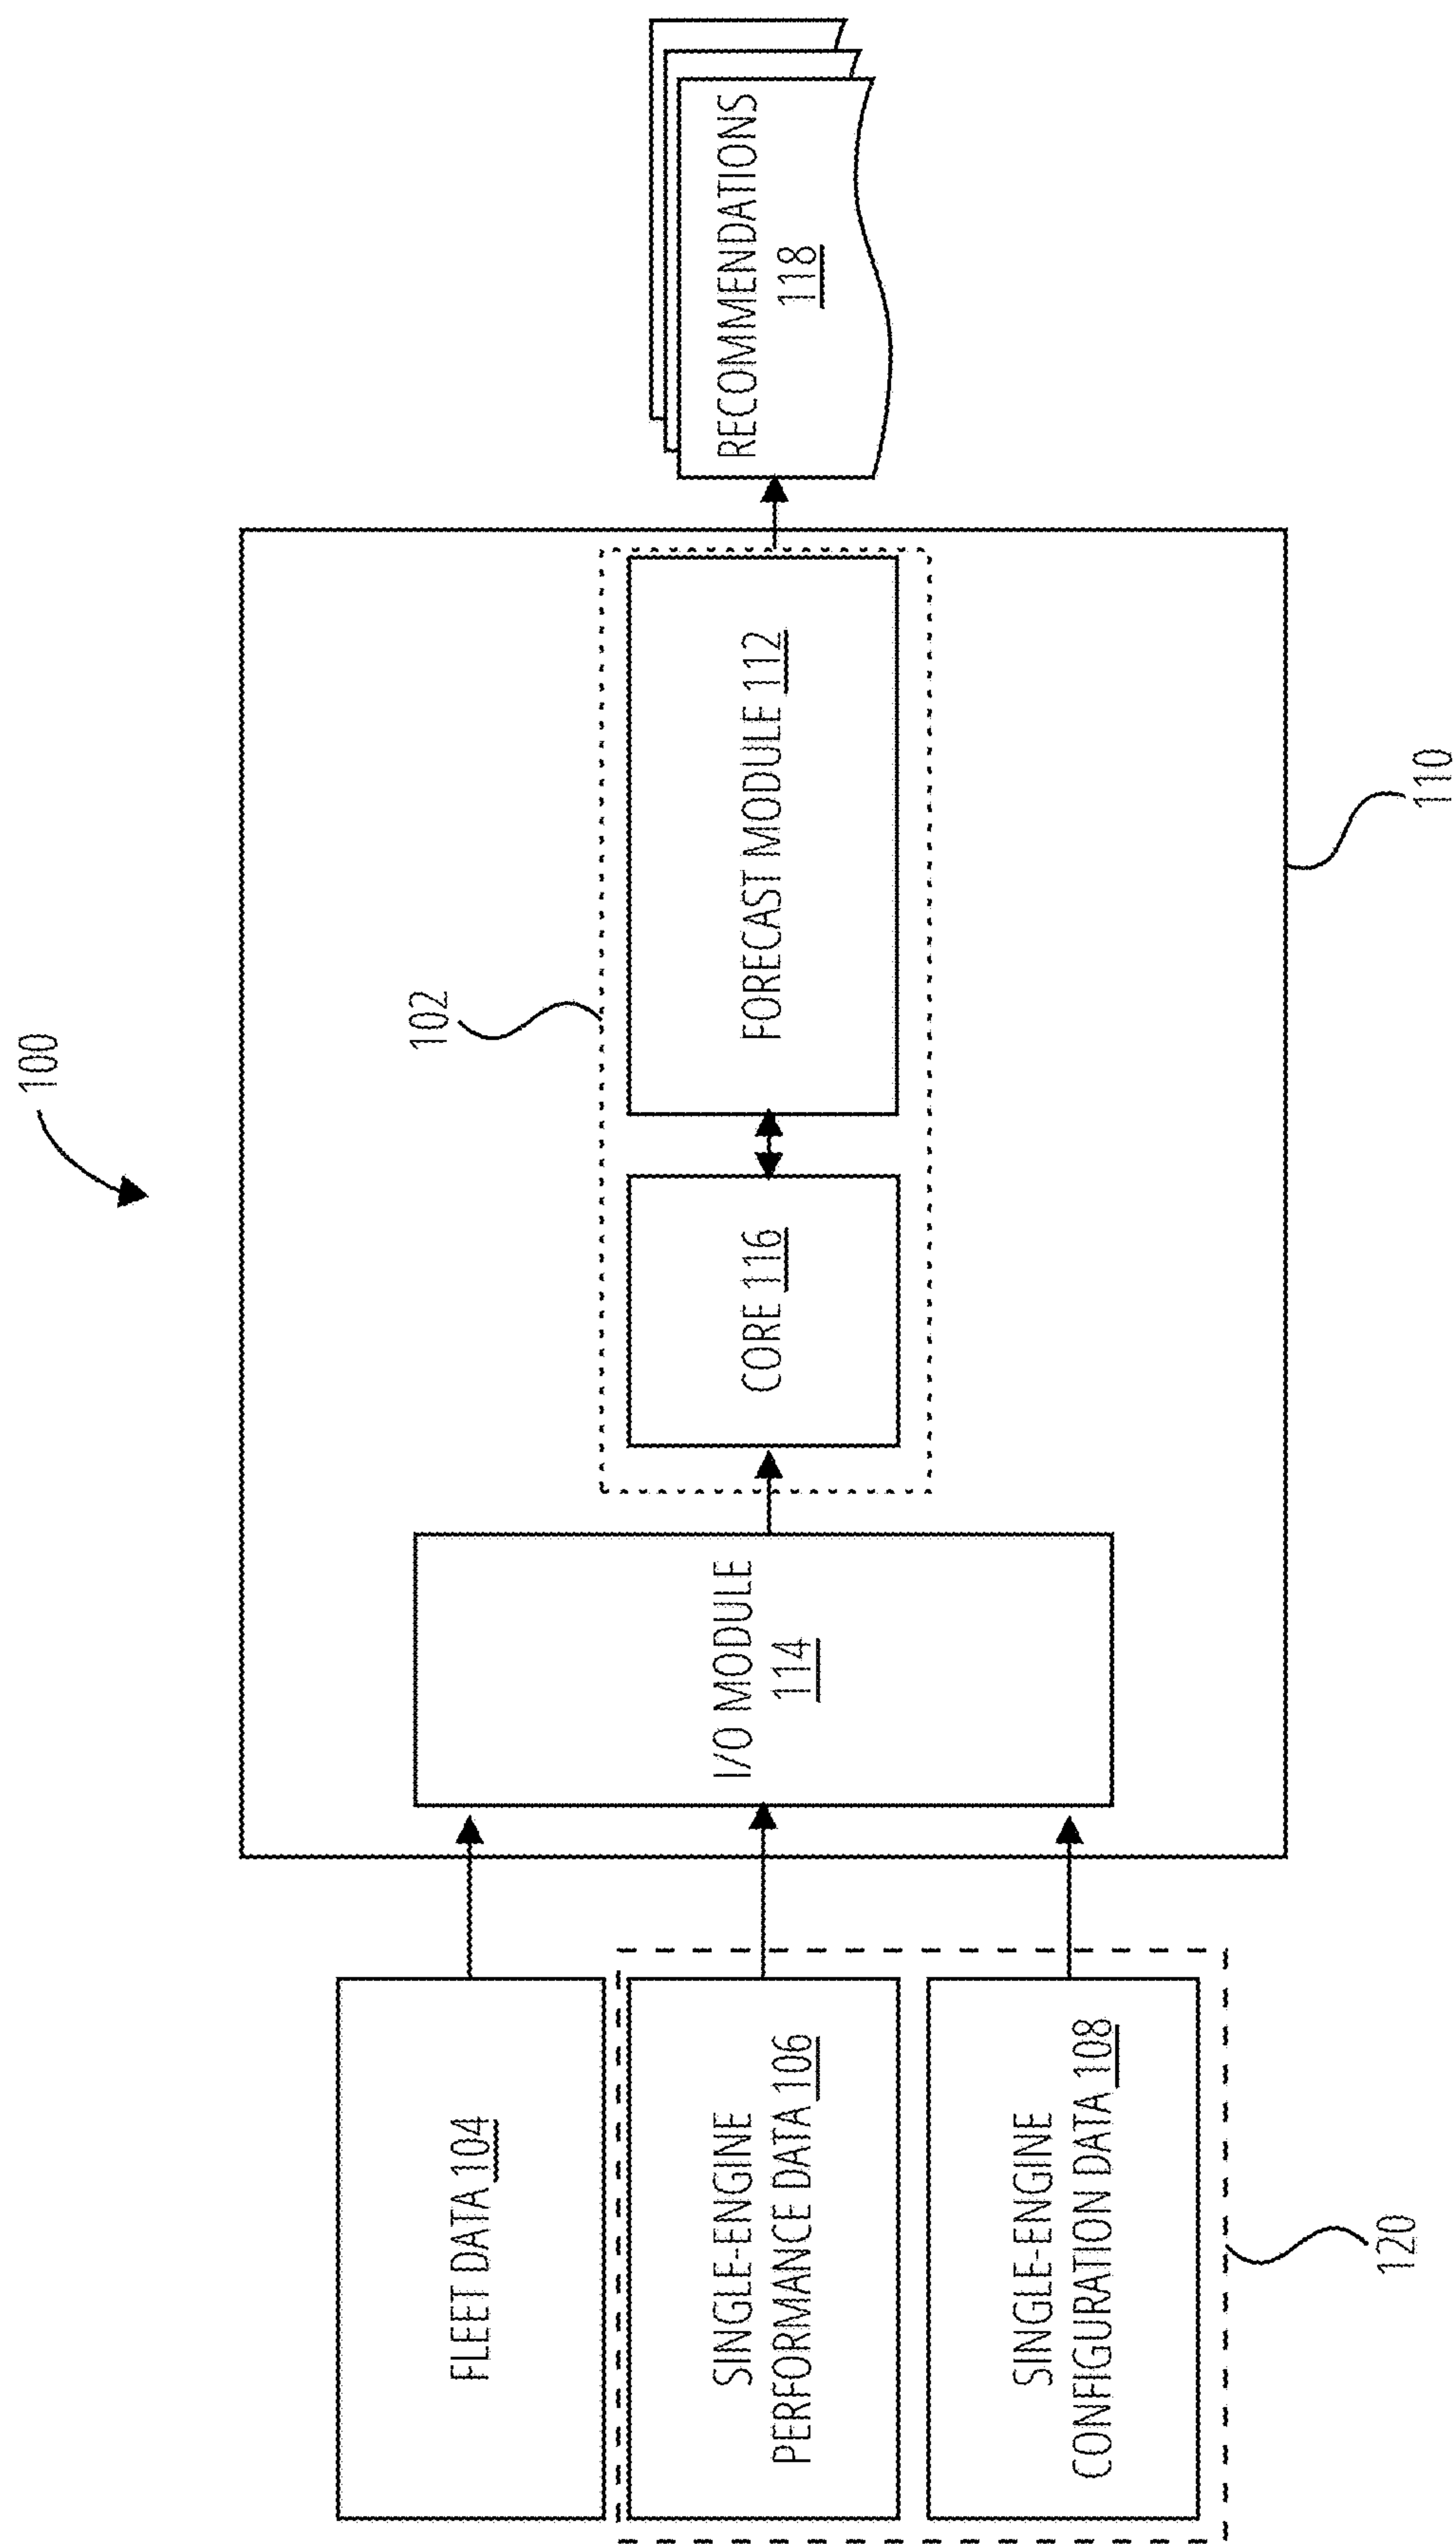 100
FLEET DATA 104
SINGLE-ENGINE
PERFORMANCE DATA 106
SINGLE-ENGINE
CONFIGURATION DATA 108
120
I/O MODULE
114
102
CORE 116
FORECAST MODULE 112
110
RECOMMENDATIONS
118